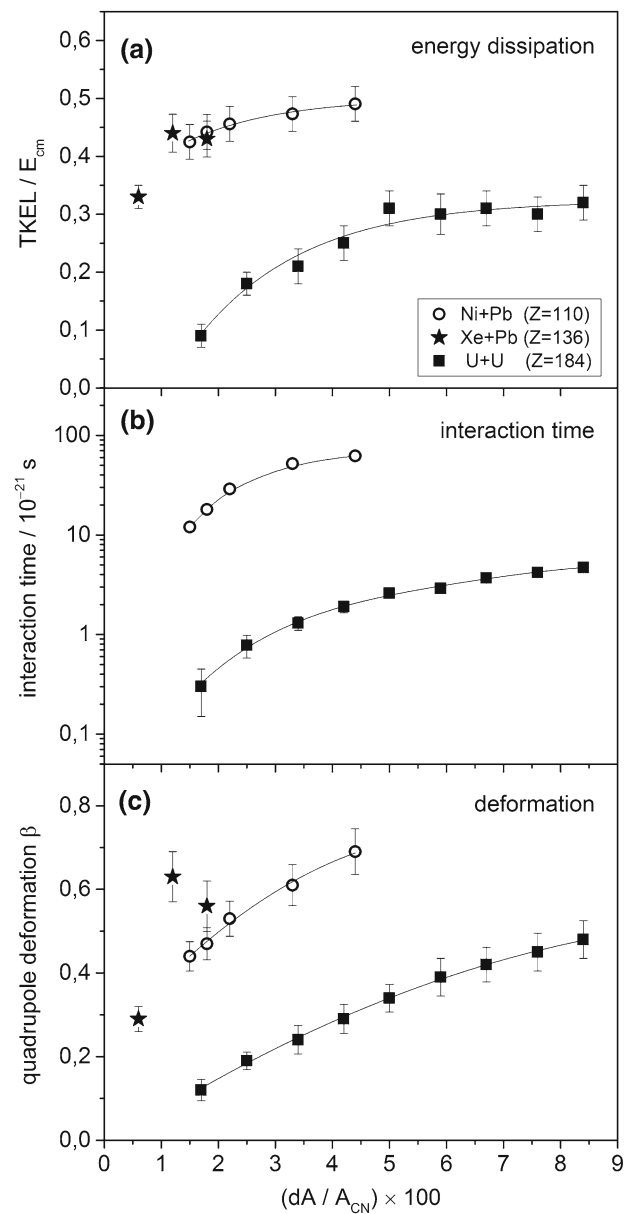 (a) energy dissipation
TKEL / E_cm
0,6
0,5
0,4
0,3
0,2
0,1
0,0
Ni+Pb (Z=110)
Xe+Pb (Z=136)
U+U (Z=184)
(b) interaction time
interaction time / 10⁻²¹ s
100
10
1
0,1
(c) deformation
quadrupole deformation β
0,8
0,6
0,4
0,2
0,0
0 1 2 3 4 5 6 7 8 9
(dA / A_CN) × 100